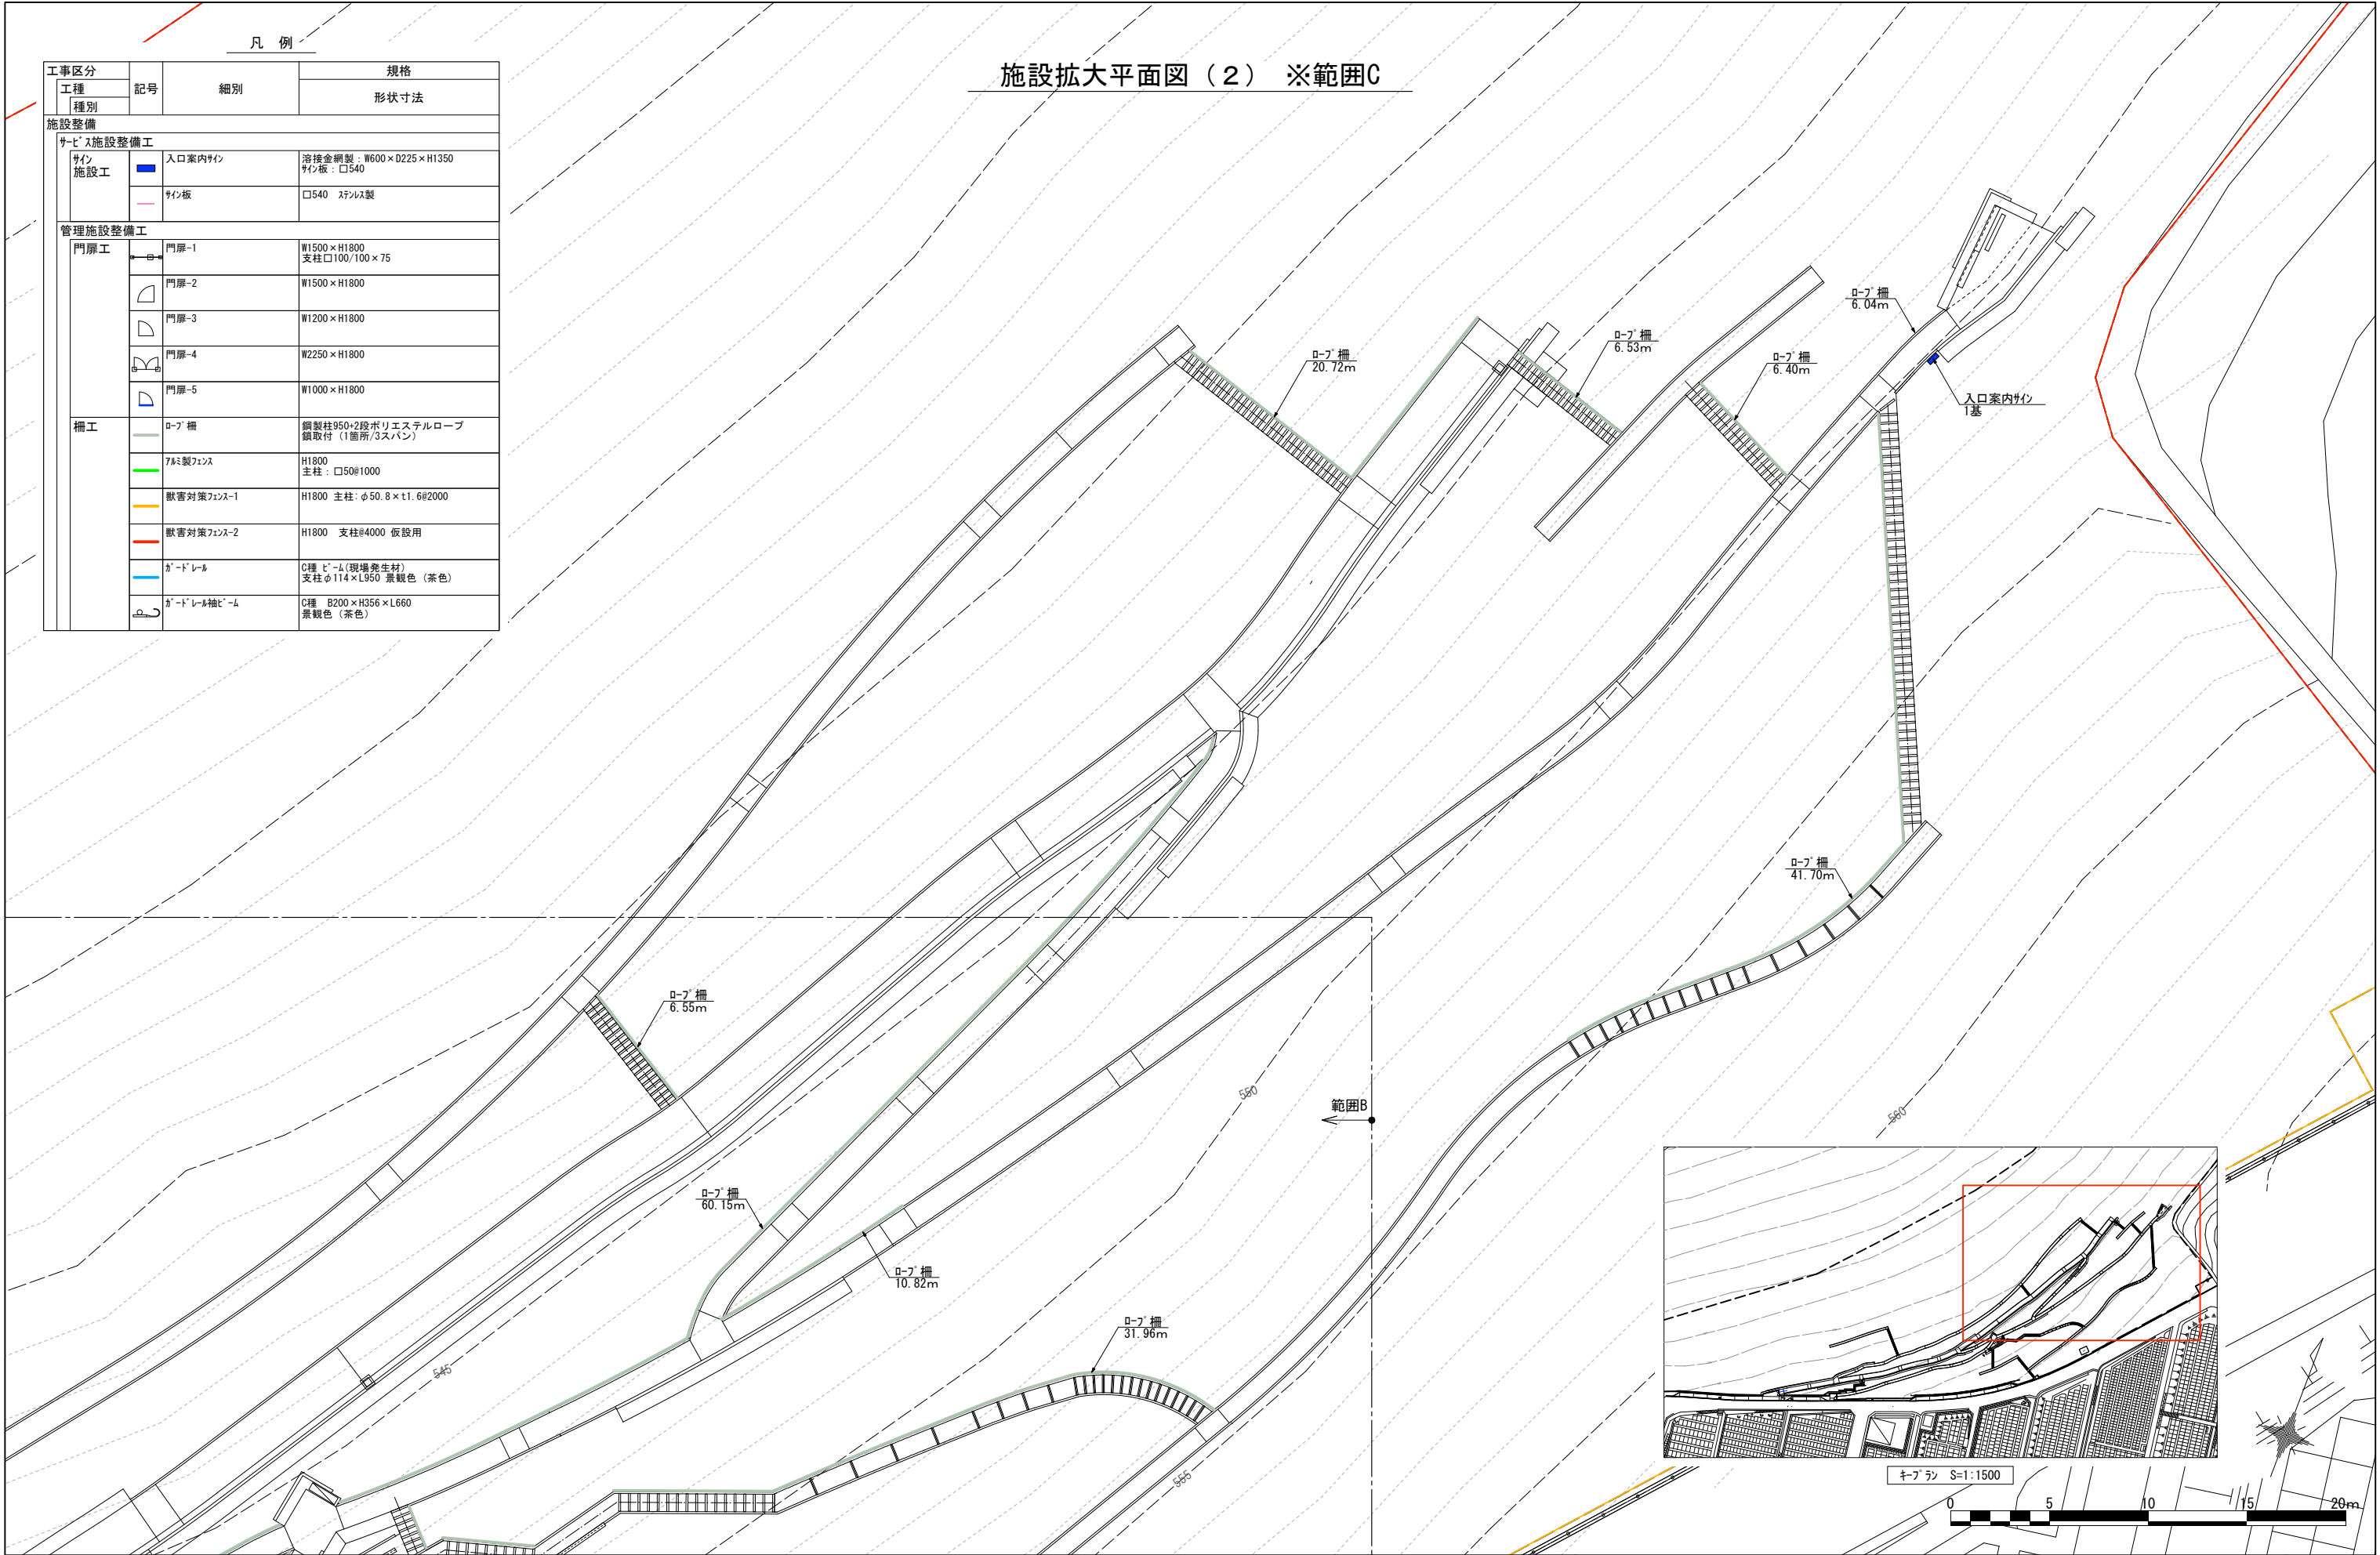 施設拡大平面図（２）　※範囲C
凡　例
工事区分
工種
種別
記号
細別
規格
形状寸法
施設整備
ｻｰﾋﾞｽ施設整備工
ｻｲﾝ
施設工
入口案内ｻｲﾝ
溶接金網製：W600×D225×H1350
ｻｲﾝ板：□540
ｻｲﾝ板
□540　ｽﾃﾝﾚｽ製
管理施設整備工
門扉工
門扉-1
W1500×H1800
支柱□100/100×75
門扉-2
W1500×H1800
門扉-3
W1200×H1800
門扉-4
W2250×H1800
門扉-5
W1000×H1800
柵工
ﾛｰﾌﾟ柵
鋼製柱950+2段ポリエステルロープ
鎖取付（1箇所/3スパン）
ｱﾙﾐ製ﾌｪﾝｽ
H1800
主柱：□50@1000
獣害対策ﾌｪﾝｽ-1
H1800 主柱：φ50.8×t1.6@2000
獣害対策ﾌｪﾝｽ-2
H1800　支柱@4000 仮設用
ｶﾞｰﾄﾞﾚｰﾙ
C種 ﾋﾞｰﾑ(現場発生材)
支柱φ114×L950 景観色（茶色）
ｶﾞｰﾄﾞﾚｰﾙ袖ﾋﾞｰﾑ
C種　B200×H356×L660
景観色（茶色）
ﾛｰﾌﾟ柵
6.04m
ﾛｰﾌﾟ柵
6.53m
ﾛｰﾌﾟ柵
20.72m
ﾛｰﾌﾟ柵
6.40m
入口案内ｻｲﾝ
1基
ﾛｰﾌﾟ柵
41.70m
ﾛｰﾌﾟ柵
6.55m
550
範囲B
560
ﾛｰﾌﾟ柵
60.15m
ﾛｰﾌﾟ柵
10.82m
ﾛｰﾌﾟ柵
31.96m
545
555
ｷｰﾌﾟﾗﾝ　S=1:1500
0　5　10　15　20m